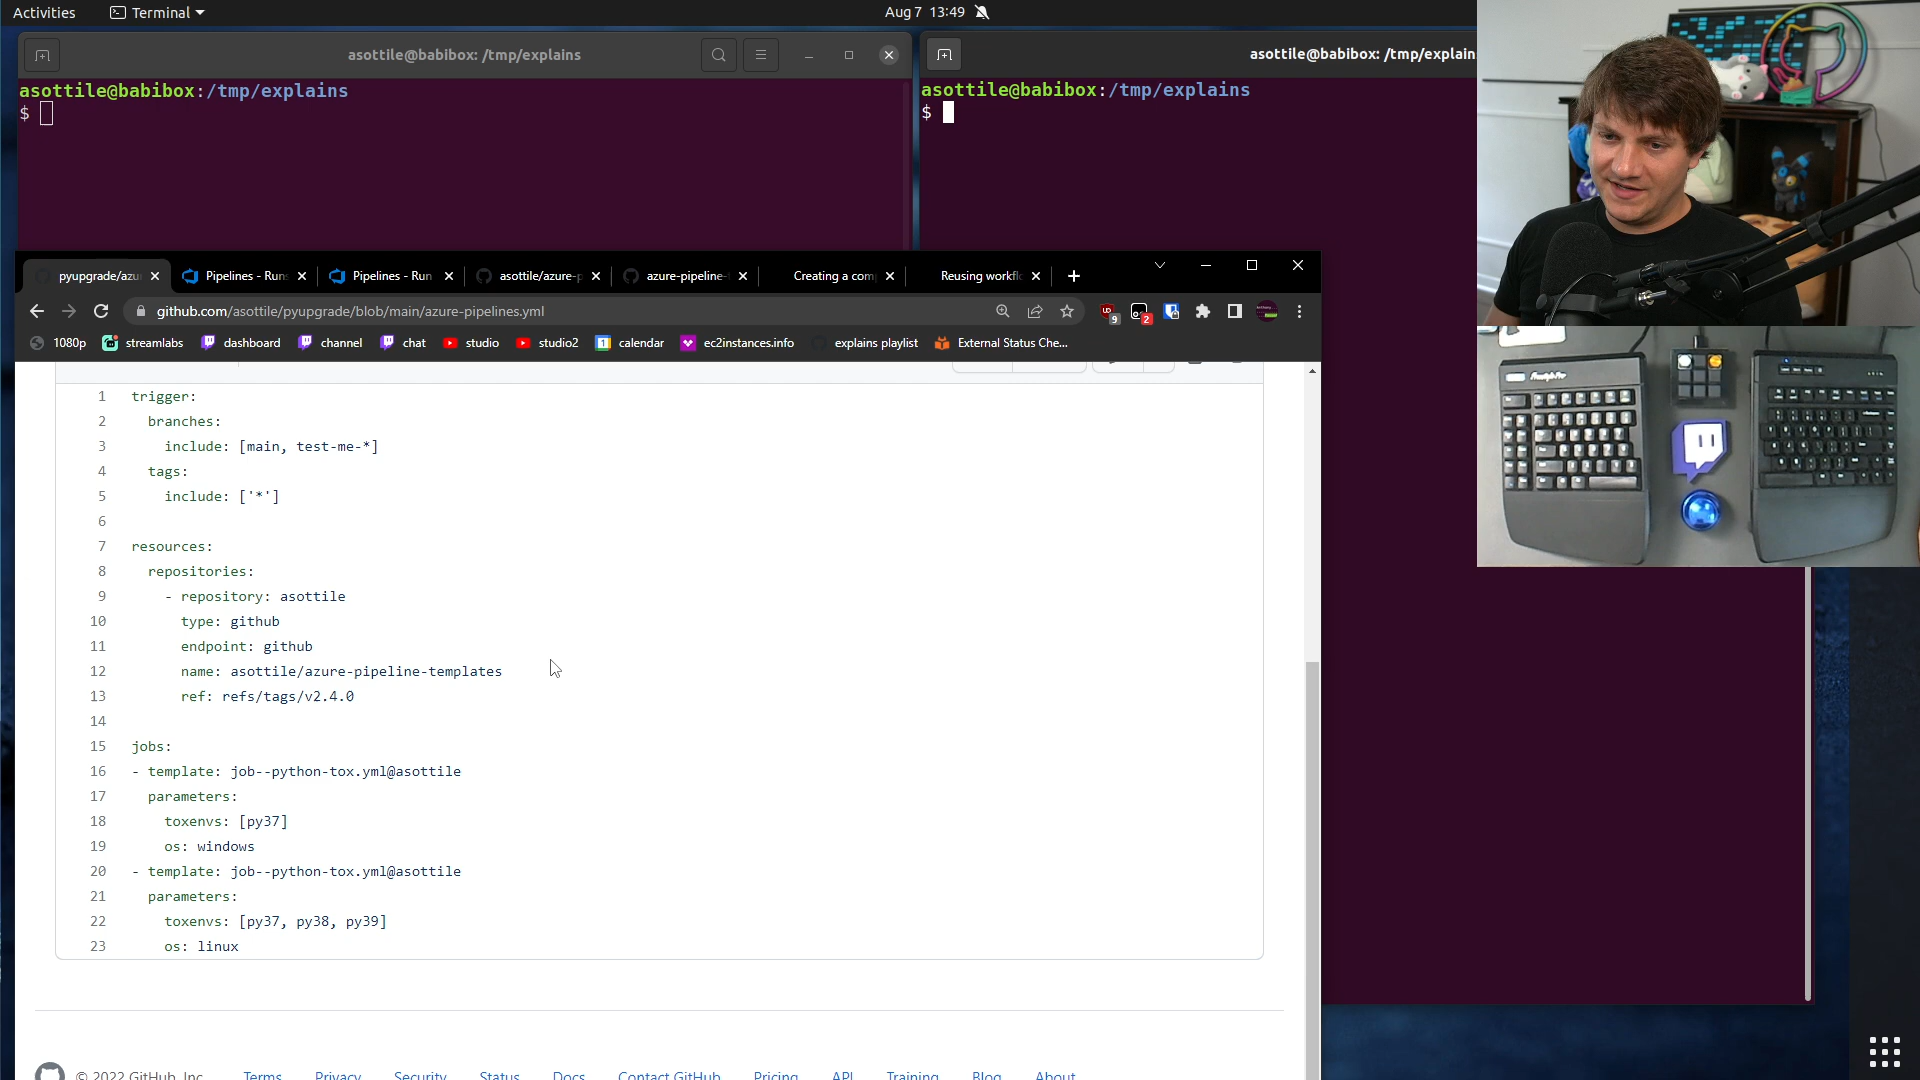 Activities
Terminal
Aug 7 13:49
asottile@babibox: /tmp/explains
asottile@babibox: /tmp/explain
asottile@babibox:/tmp/explains
$
asottile@babibox:/tmp/explains
$
pyupgrade/azu
Pipelines - Run
Pipelines - Run
asottile/azure-p
azure-pipeline-
Creating a com
Reusing workfl
github.com/asottile/pyupgrade/blob/main/azure-pipelines.yml
9
2
1080p
streamlabs
dashboard
channel
chat
studio
studio2
calendar
ec2instances.info
explains playlist
External Status Che...
1 trigger:
2 branches:
3 include: [main, test-me-*]
4 tags:
5 include: ['*']
6
7 resources:
8 repositories:
9 - repository: asottile
10 type: github
11 endpoint: github
12 name: asottile/azure-pipeline-templates
13 ref: refs/tags/v2.4.0
14
15 jobs:
16 - template: job--python-tox.yml@asottile
17 parameters:
18 toxenvs: [py37]
19 os: windows
20 - template: job--python-tox.yml@asottile
21 parameters:
22 toxenvs: [py37, py38, py39]
23 os: linux
© 2022 GitHub, Inc.
Terms
Privacy
Security
Status
Docs
Contact GitHub
Pricing
API
Training
Blog
About